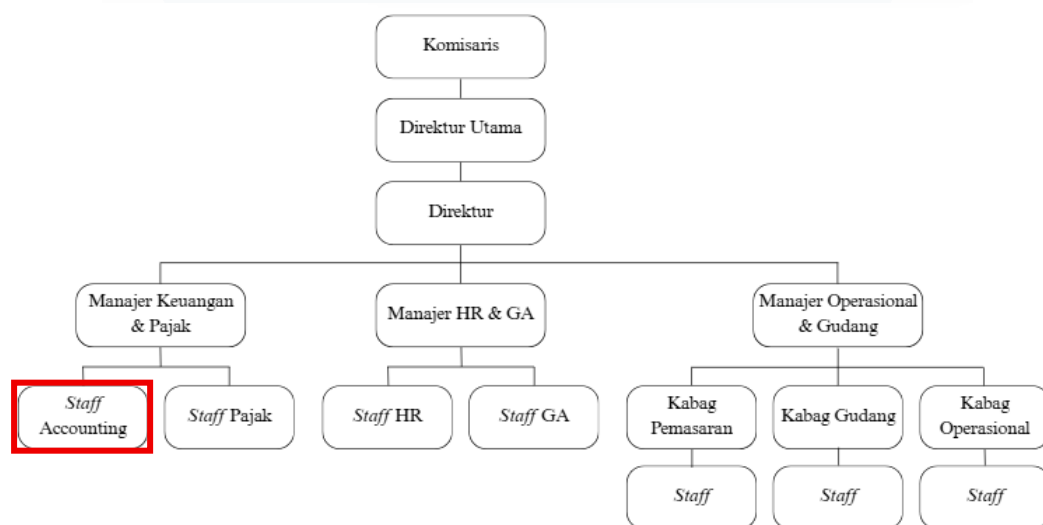 Komisaris
Direktur Utama
Direktur
Manajer Keuangan
& Pajak
Manajer HR & GA
Manajer Operasional
& Gudang
Staff
Accounting
Staff Pajak
Staff HR
Staff GA
Kabag
Pemasaran
Kabag Gudang
Kabag
Operasional
Staff
Staff
Staff